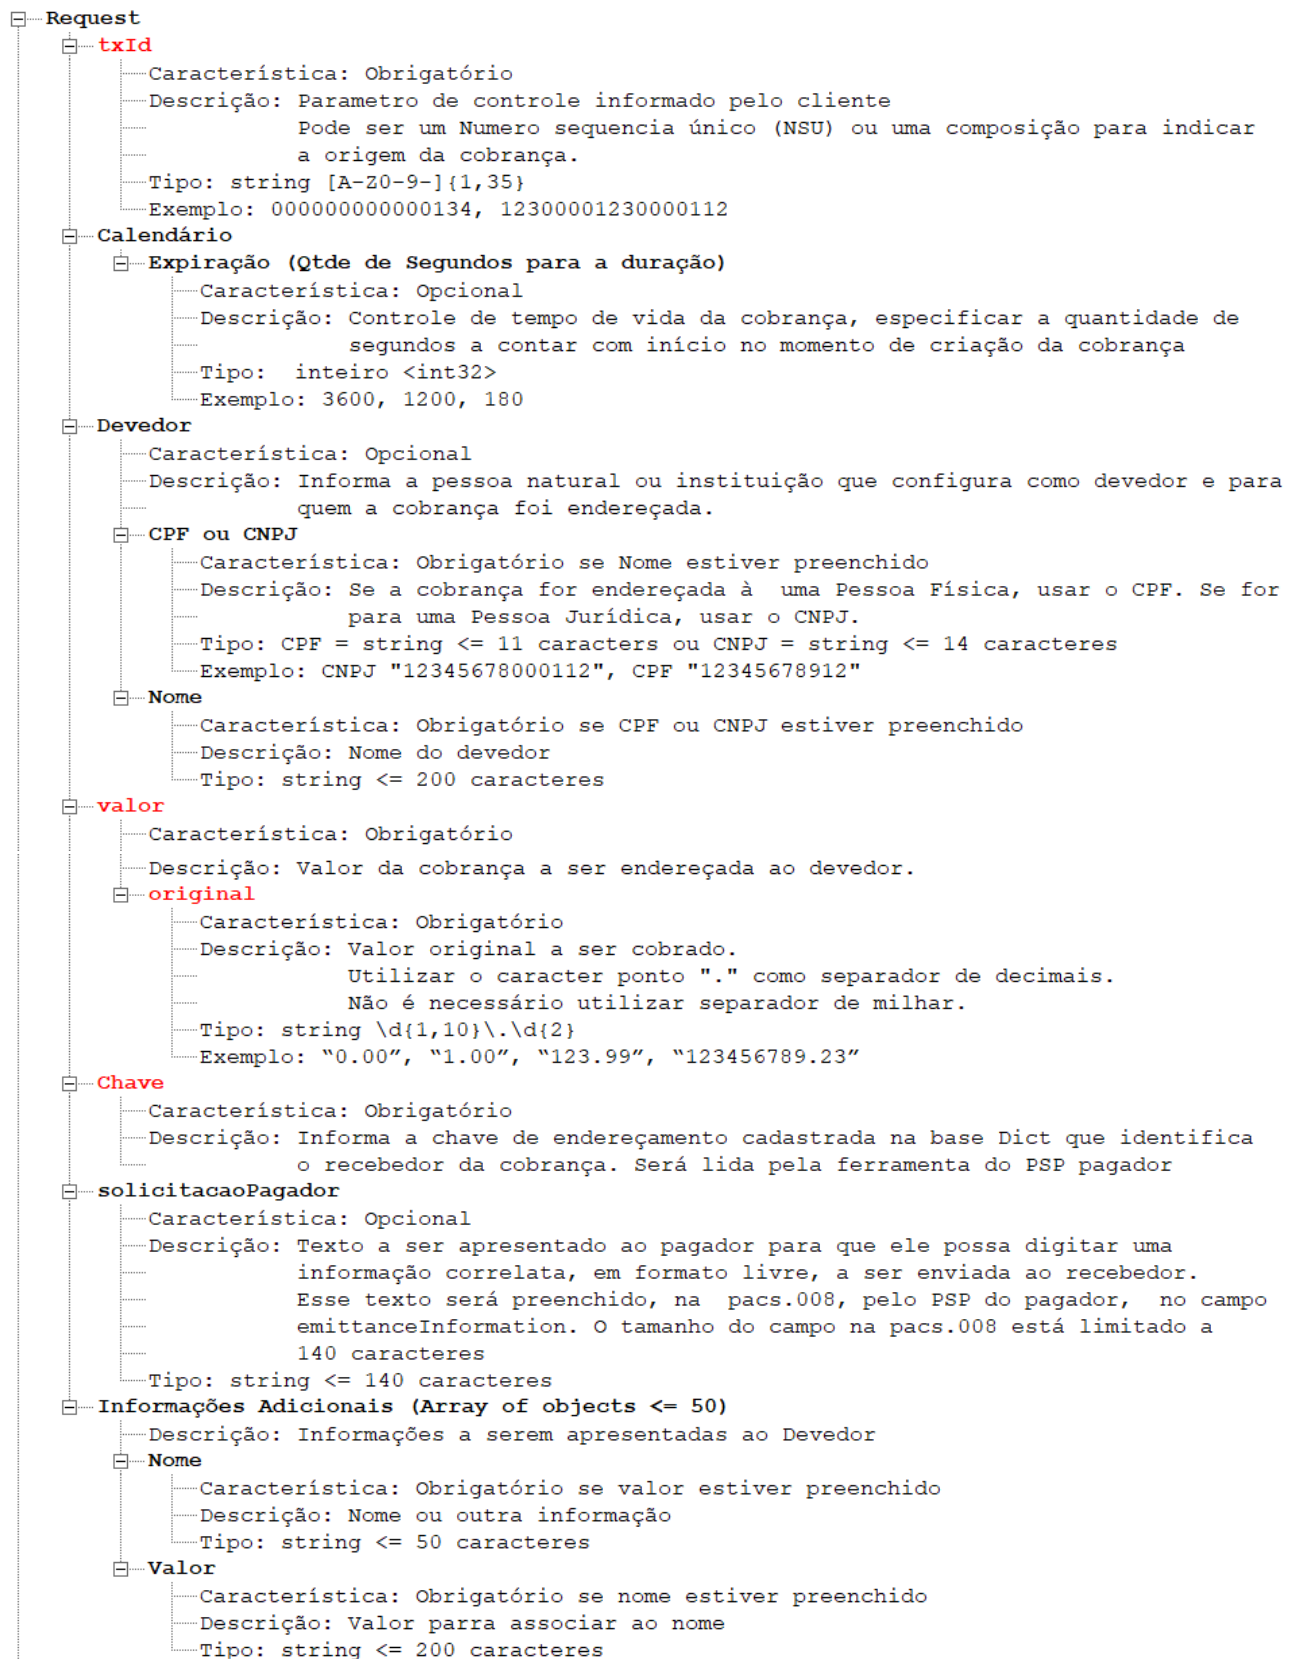 Request
txId
Característica: Obrigatório
Descrição: Parametro de controle informado pelo cliente
Pode ser um Numero sequencia único (NSU) ou uma composição para indicar
a origem da cobrança.
Tipo: string [A-Z0-9-]{1,35}
Exemplo: 000000000000134, 12300001230000112
Calendário
Expiração (Qtde de Segundos para a duração)
Característica: Opcional
Descrição: Controle de tempo de vida da cobrança, especificar a quantidade de
segundos a contar com início no momento de criação da cobrança
Tipo:  inteiro <int32>
Exemplo: 3600, 1200, 180
Devedor
Característica: Opcional
Descrição: Informa a pessoa natural ou instituição que configura como devedor e para
quem a cobrança foi endereçada.
CPF ou CNPJ
Característica: Obrigatório se Nome estiver preenchido
Descrição: Se a cobrança for endereçada à  uma Pessoa Física, usar o CPF. Se for
para uma Pessoa Jurídica, usar o CNPJ.
Tipo: CPF = string <= 11 caracters ou CNPJ = string <= 14 caracteres
Exemplo: CNPJ "12345678000112", CPF "12345678912"
Nome
Característica: Obrigatório se CPF ou CNPJ estiver preenchido
Descrição: Nome do devedor
Tipo: string <= 200 caracteres
valor
Característica: Obrigatório
Descrição: Valor da cobrança a ser endereçada ao devedor.
original
Característica: Obrigatório
Descrição: Valor original a ser cobrado.
Utilizar o caracter ponto "." como separador de decimais.
Não é necessário utilizar separador de milhar.
Tipo: string \d{1,10}\.\d{2}
Exemplo: “0.00”, “1.00”, “123.99”, “123456789.23”
Chave
Característica: Obrigatório
Descrição: Informa a chave de endereçamento cadastrada na base Dict que identifica
o recebedor da cobrança. Será lida pela ferramenta do PSP pagador
solicitacaoPagador
Característica: Opcional
Descrição: Texto a ser apresentado ao pagador para que ele possa digitar uma
informação correlata, em formato livre, a ser enviada ao recebedor.
Esse texto será preenchido, na  pacs.008, pelo PSP do pagador,  no campo
emittanceInformation. O tamanho do campo na pacs.008 está limitado a
140 caracteres
Tipo: string <= 140 caracteres
Informações Adicionais (Array of objects <= 50)
Descrição: Informações a serem apresentadas ao Devedor
Nome
Característica: Obrigatório se valor estiver preenchido
Descrição: Nome ou outra informação
Tipo: string <= 50 caracteres
Valor
Característica: Obrigatório se nome estiver preenchido
Descrição: Valor parra associar ao nome
Tipo: string <= 200 caracteres